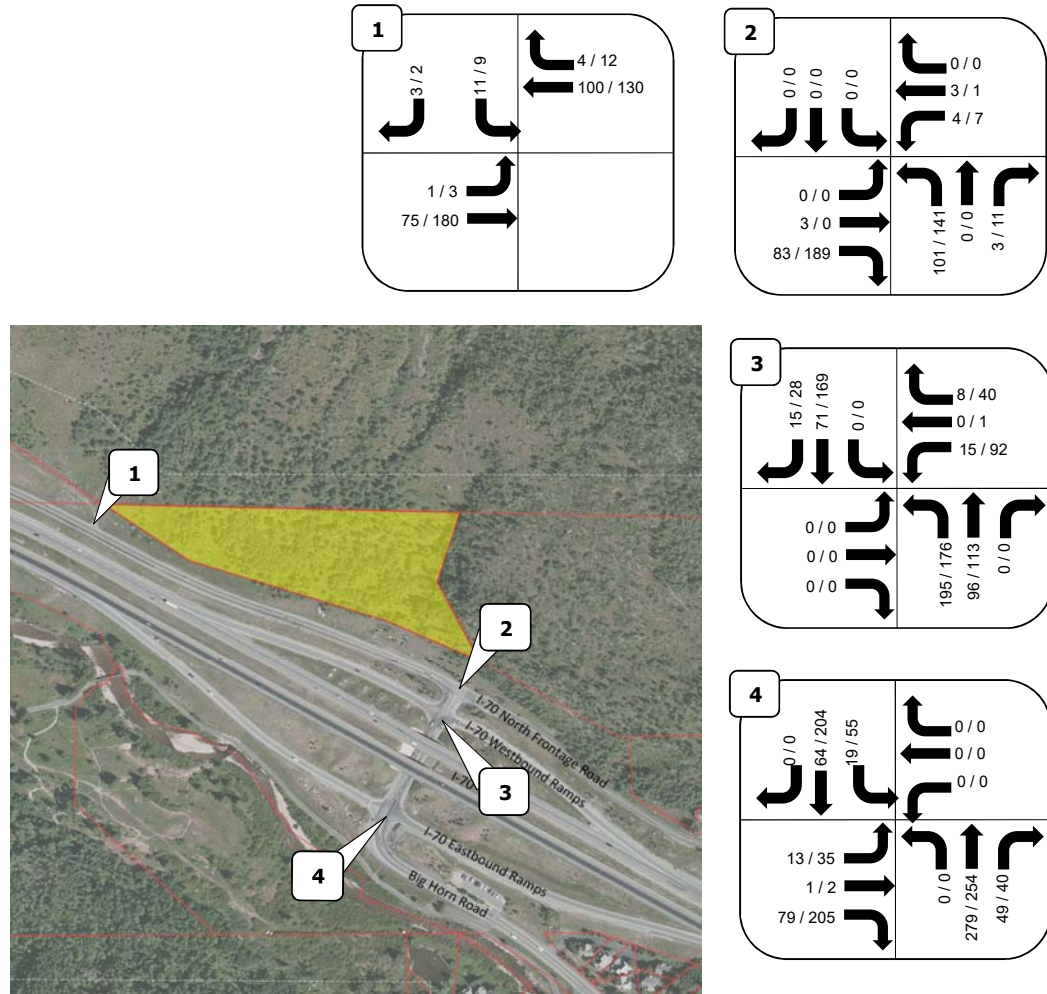 1
3 / 2
11 / 9
4 / 12
100 / 130
1 / 3
75 / 180
2
0 / 0
0 / 0
0 / 0
0 / 0
3 / 1
4 / 7
0 / 0
3 / 0
83 / 189
101 / 141
0 / 0
3 / 11
3
15 / 28
71 / 169
0 / 0
8 / 40
0 / 1
15 / 92
0 / 0
0 / 0
0 / 0
195 / 176
96 / 113
0 / 0
4
0 / 0
64 / 204
19 / 55
0 / 0
0 / 0
0 / 0
13 / 35
1 / 2
79 / 205
0 / 0
279 / 254
49 / 40
1
2
I-70 North Frontage Road
I-70 Westbound Ramps
I-70
3
I-70 Eastbound Ramps
4
Big Horn Road